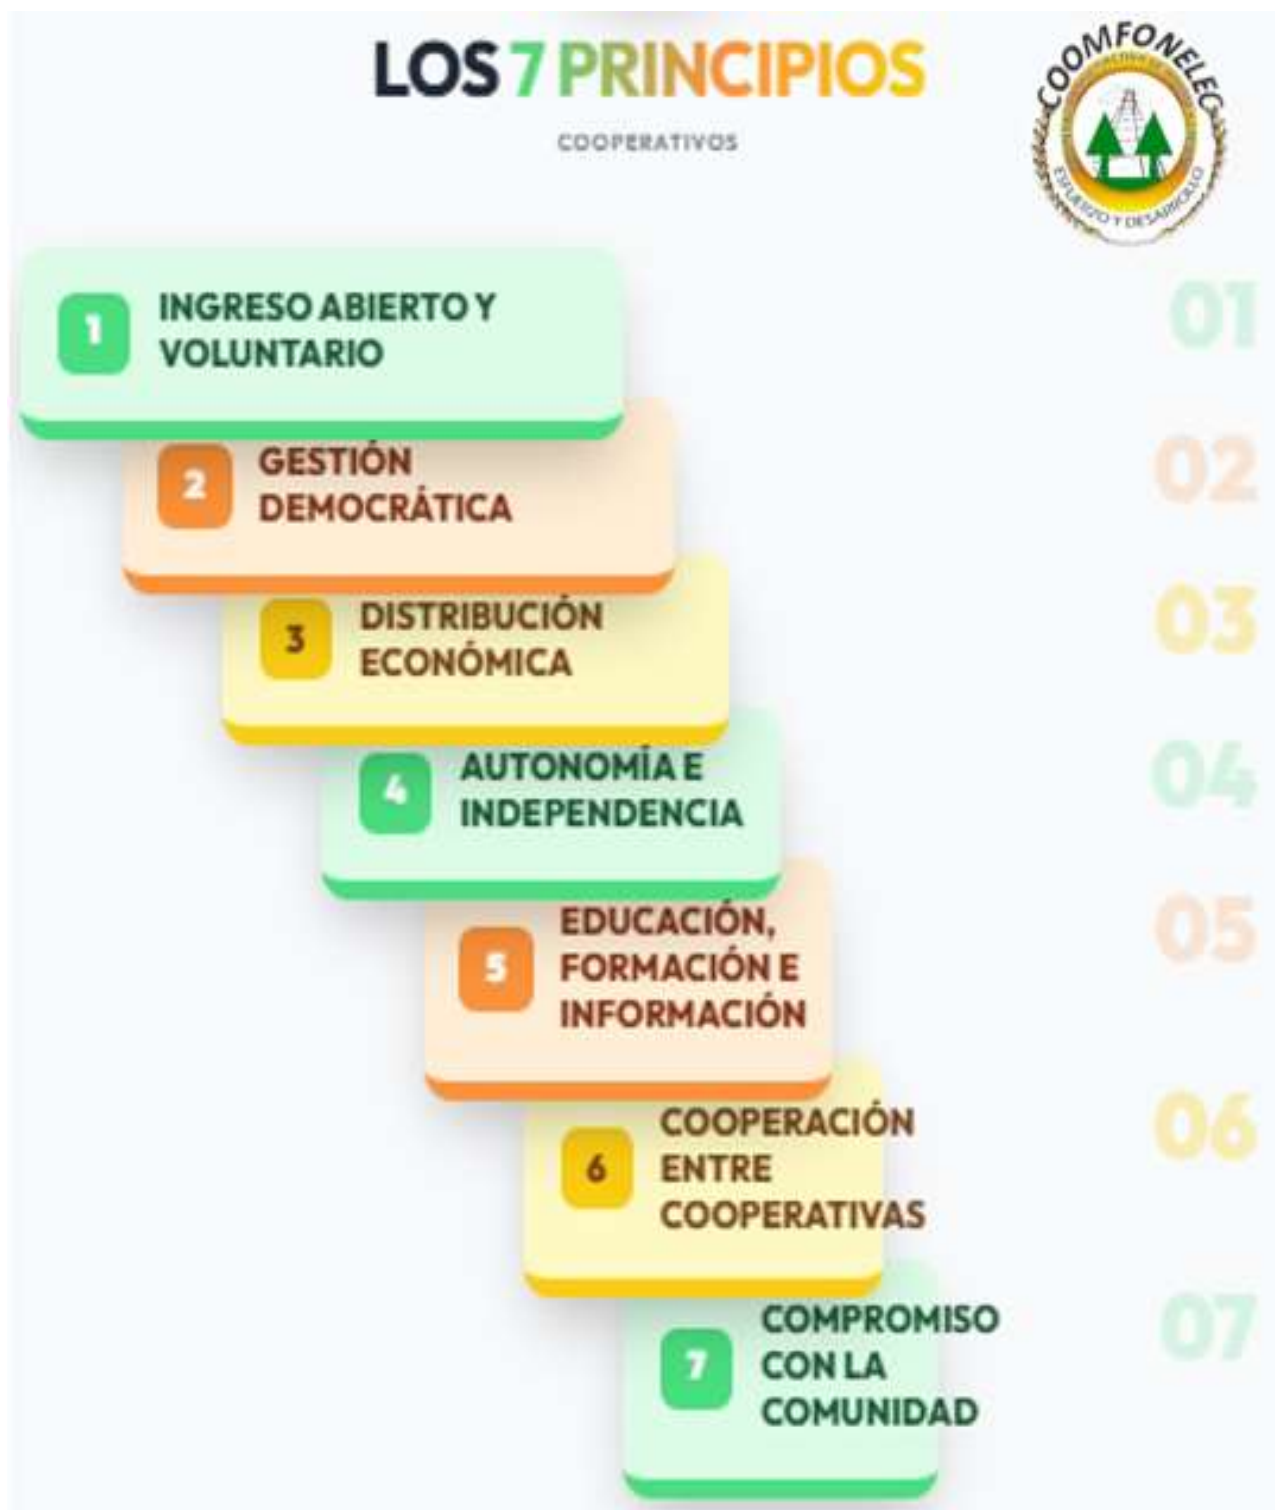 LOS 7 PRINCIPIOS
COOPERATIVOS
COOMFONELEC
ESFUERZO Y DESARROLLO
1
INGRESO ABIERTO Y
VOLUNTARIO
01
2
GESTIÓN
DEMOCRÁTICA
02
3
DISTRIBUCIÓN
ECONÓMICA
03
4
AUTONOMÍA E
INDEPENDENCIA
04
5
EDUCACIÓN,
FORMACIÓN E
INFORMACIÓN
05
6
COOPERACIÓN
ENTRE
COOPERATIVAS
06
7
COMPROMISO
CON LA
COMUNIDAD
07